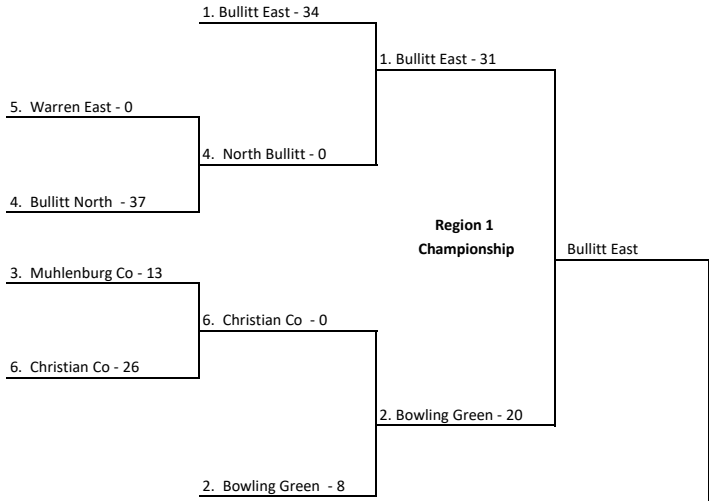 1. Bullitt East - 34
1. Bullitt East - 31
5. Warren East - 0
4. North Bullitt - 0
4. Bullitt North - 37
Region 1
Championship
Bullitt East
3. Muhlenburg Co - 13
6. Christian Co - 0
6. Christian Co - 26
2. Bowling Green - 20
2. Bowling Green - 8